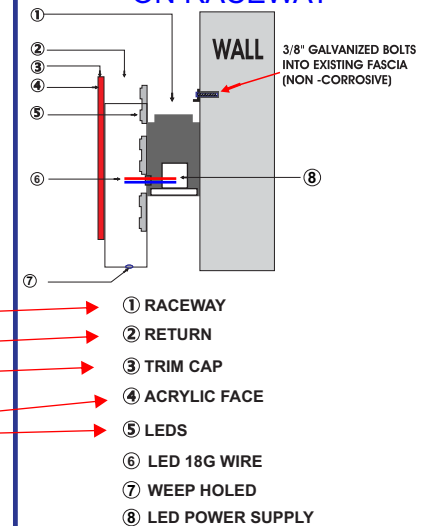 ON RACEWAY
①
②
③
④
⑤
⑥
⑦
⑧
WALL
3/8" GALVANIZED BOLTS
INTO EXISTING FASCIA
(NON -CORROSIVE)
① RACEWAY
② RETURN
③ TRIM CAP
④ ACRYLIC FACE
⑤ LEDS
⑥ LED 18G WIRE
⑦ WEEP HOLED
⑧ LED POWER SUPPLY